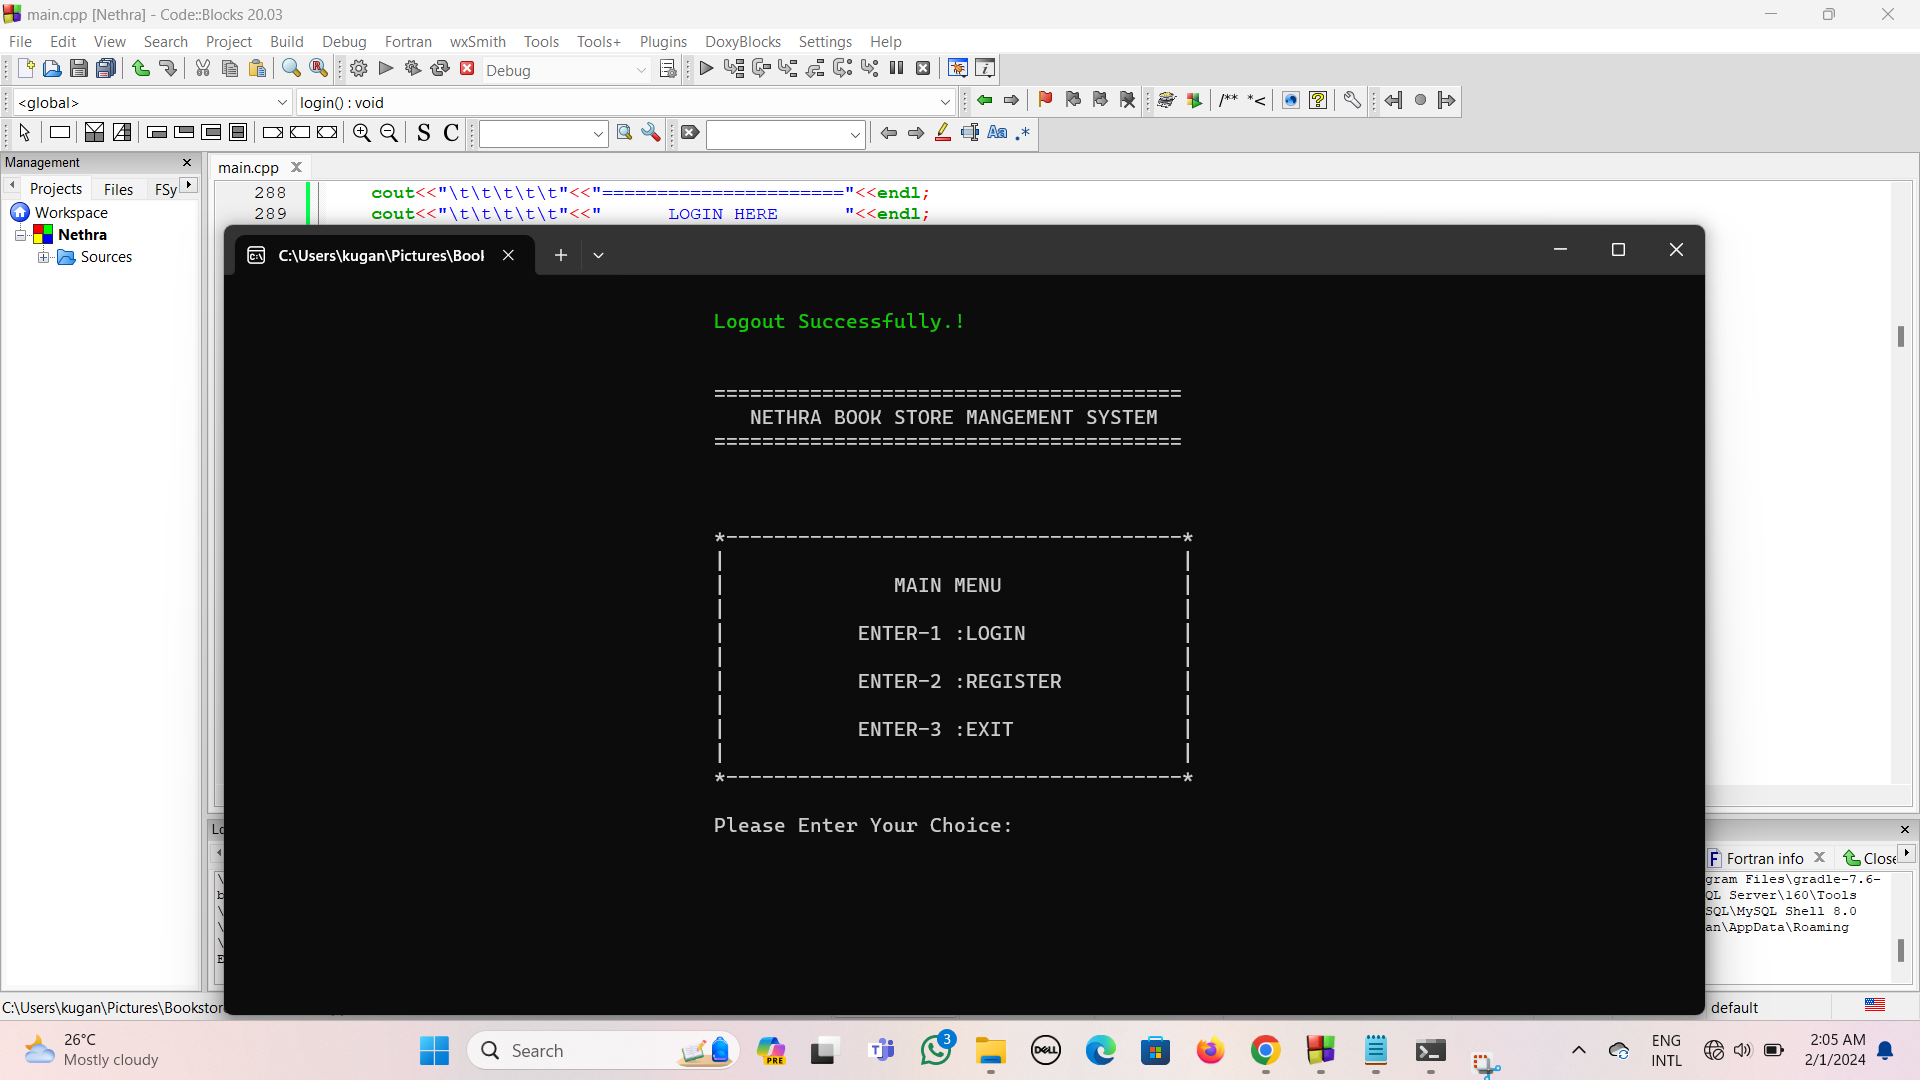 main.cpp [Nethra] - Code::Blocks 20.03
File Edit View Search Project Build Debug Fortran wxSmith Tools Tools+ Plugins DoxyBlocks Settings Help
Debug
<global> login() : void
/** *<
S C Aa .*
Management
main.cpp
Projects Files FSy
288 cout<<"\t\t\t\t\t"<<"======================"<<endl;
289 cout<<"\t\t\t\t\t"<<" LOGIN HERE "<<endl;
Workspace
Nethra
Sources
C:\Users\kugan\Pictures\Bool
Logout Successfully.!
=======================================
NETHRA BOOK STORE MANGEMENT SYSTEM
=======================================
*--------------------------------------*
MAIN MENU
ENTER-1 :LOGIN
ENTER-2 :REGISTER
ENTER-3 :EXIT
*--------------------------------------*
Please Enter Your Choice:
Fortran info Close
gram Files\gradle-7.6-
QL Server\160\Tools
SQL\MySQL Shell 8.0
an\AppData\Roaming
C:\Users\kugan\Pictures\Bookstor
default
26°C
Mostly cloudy
Search
PRE
3
DELL
ENG
INTL
2:05 AM
2/1/2024